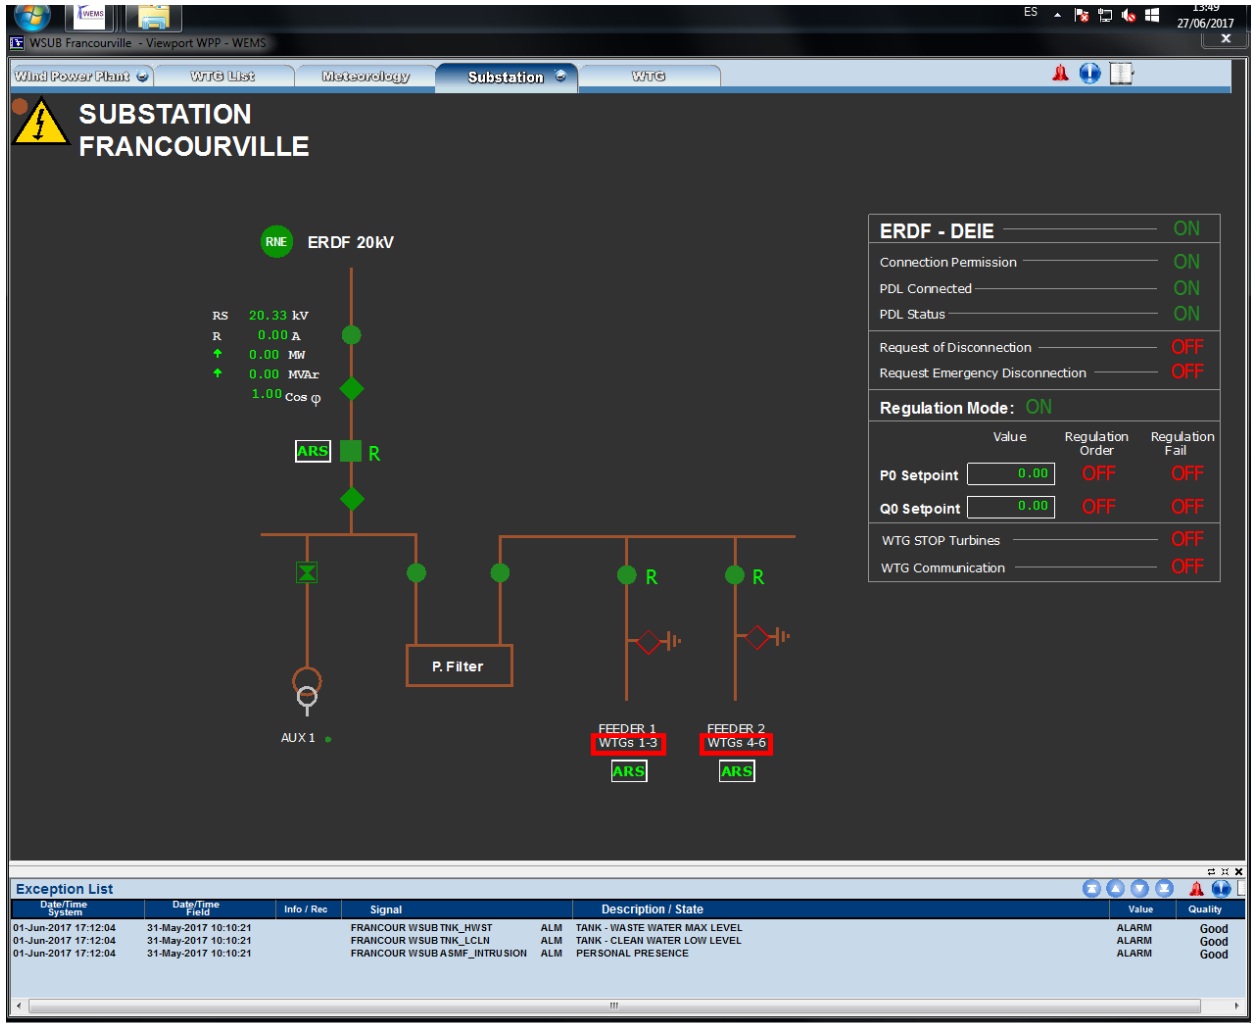 WEMS
ES
13:49
27/06/2017
WSUB Francourville - Viewport WPP - WEMS
Wind Power Plant
WTG List
Meteorology
Substation
WTG
SUBSTATION
FRANCOURVILLE
RNE
ERDF 20kV
RS 20.33 kV
R 0.00 A
0.00 MW
0.00 MVAr
1.00 Cos φ
ARS
R
R
R
P. Filter
AUX 1
FEEDER 1
WTGs 1-3
ARS
FEEDER 2
WTGs 4-6
ARS
ERDF - DEIE ON
Connection Permission ON
PDL Connected ON
PDL Status ON
Request of Disconnection OFF
Request Emergency Disconnection OFF
Regulation Mode: ON
Value Regulation Order Regulation Fail
P0 Setpoint 0.00 OFF OFF
Q0 Setpoint 0.00 OFF OFF
WTG STOP Turbines OFF
WTG Communication OFF
Exception List
Date/Time System Date/Time Field Info / Rec Signal Description / State Value Quality
01-Jun-2017 17:12:04 31-May-2017 10:10:21 FRANCOUR WSUB TNK_HWST ALM TANK - WASTE WATER MAX LEVEL ALARM Good
01-Jun-2017 17:12:04 31-May-2017 10:10:21 FRANCOUR WSUB TNK_LCLN ALM TANK - CLEAN WATER LOW LEVEL ALARM Good
01-Jun-2017 17:12:04 31-May-2017 10:10:21 FRANCOUR WSUB ASMF_INTRUSION ALM PERSONAL PRESENCE ALARM Good